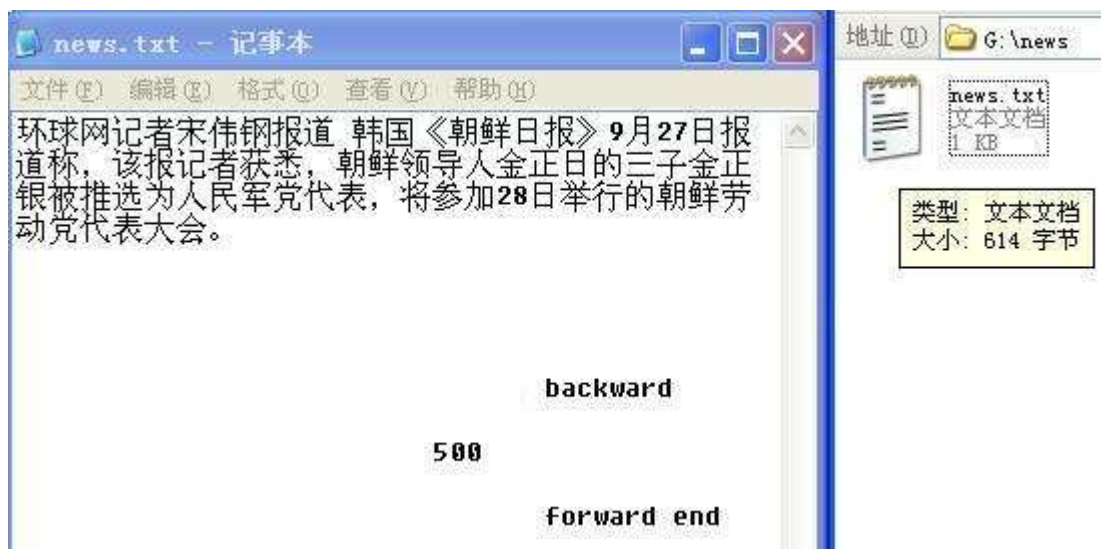 news.txt - 记事本
文件(F) 编辑(E) 格式(O) 查看(V) 帮助(H)
环球网记者宋伟钢报道 韩国《朝鲜日报》9月27日报
道称，该报记者获悉，朝鲜领导人金正日的三子金正
银被推选为人民军党代表，将参加28日举行的朝鲜劳
动党代表大会。
backward
500
forward end
地址(D) G:\news
news.txt
文本文档
1 KB
类型: 文本文档
大小: 614 字节